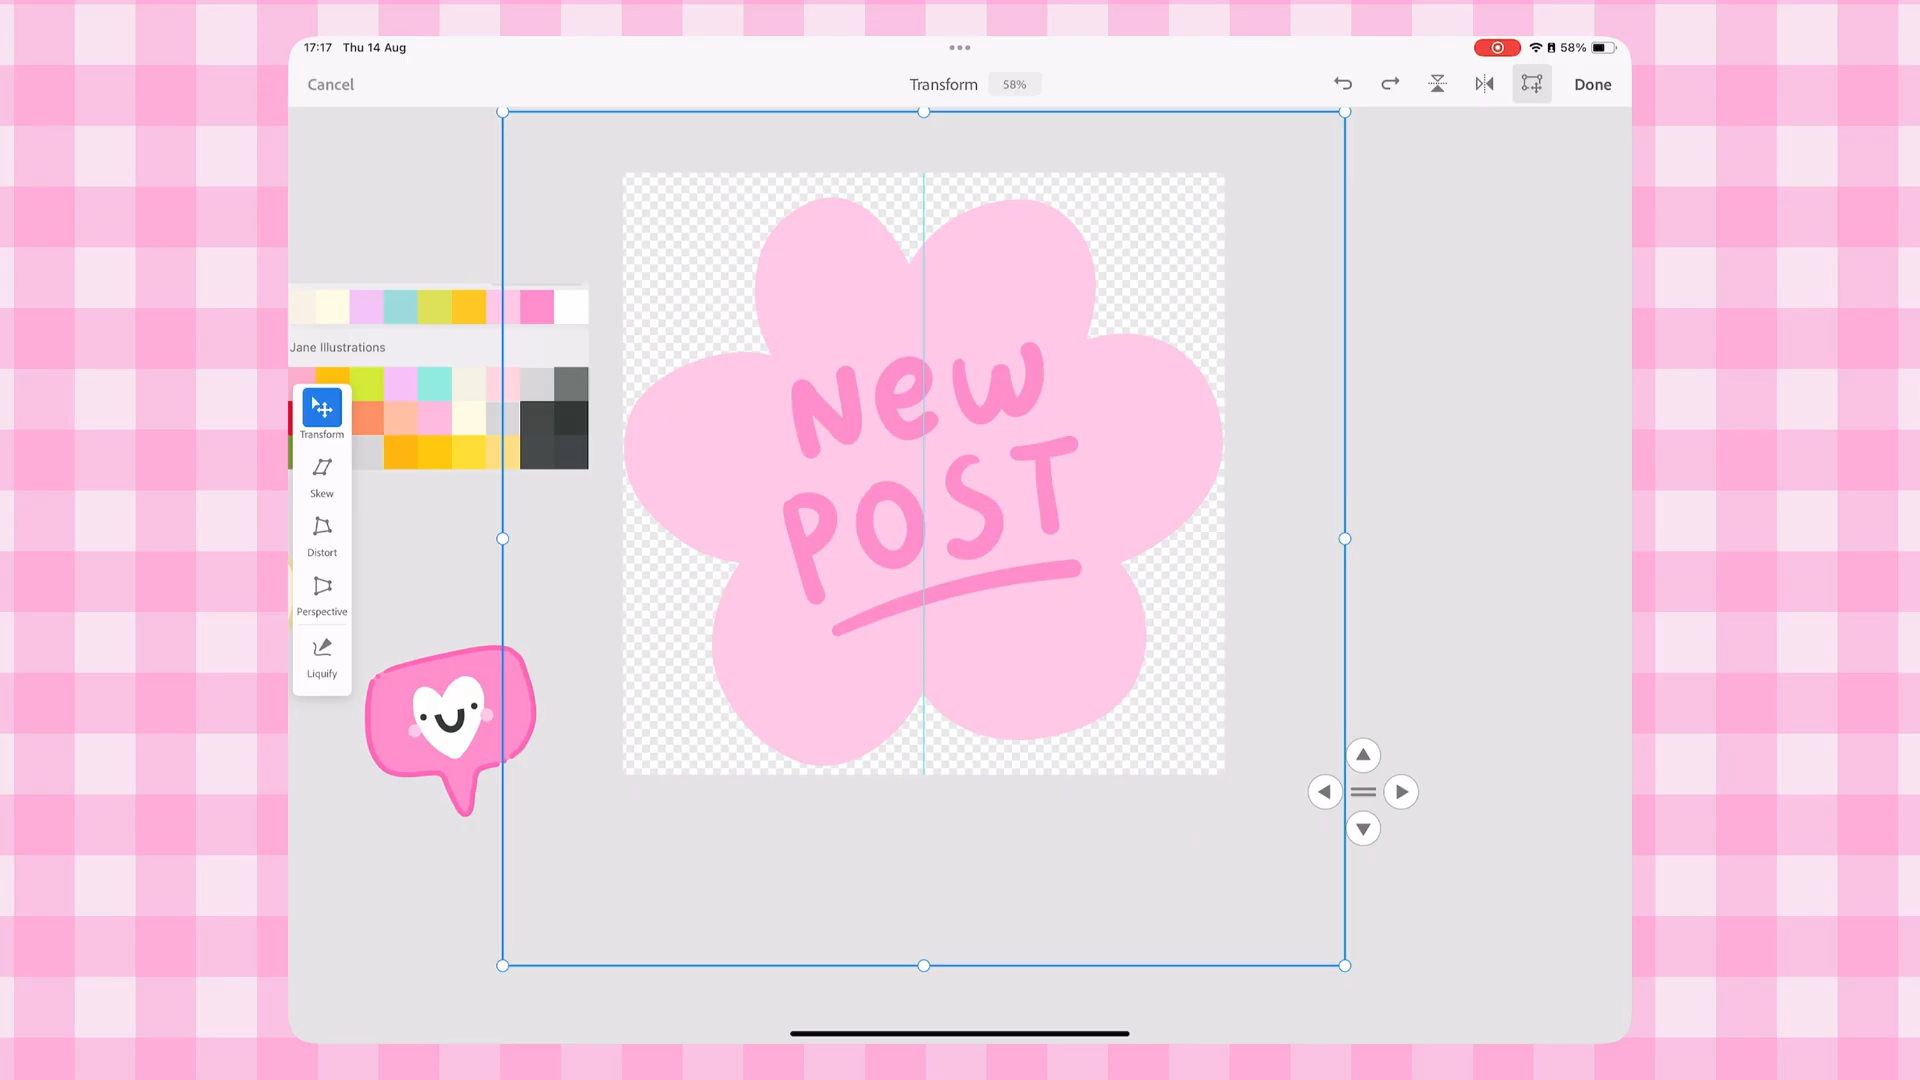 17:17 Thu 14 Aug
58%
Cancel
Transform
58%
Done
Jane Illustrations
Transform
Skew
Distort
Perspective
Liquify
New
POST